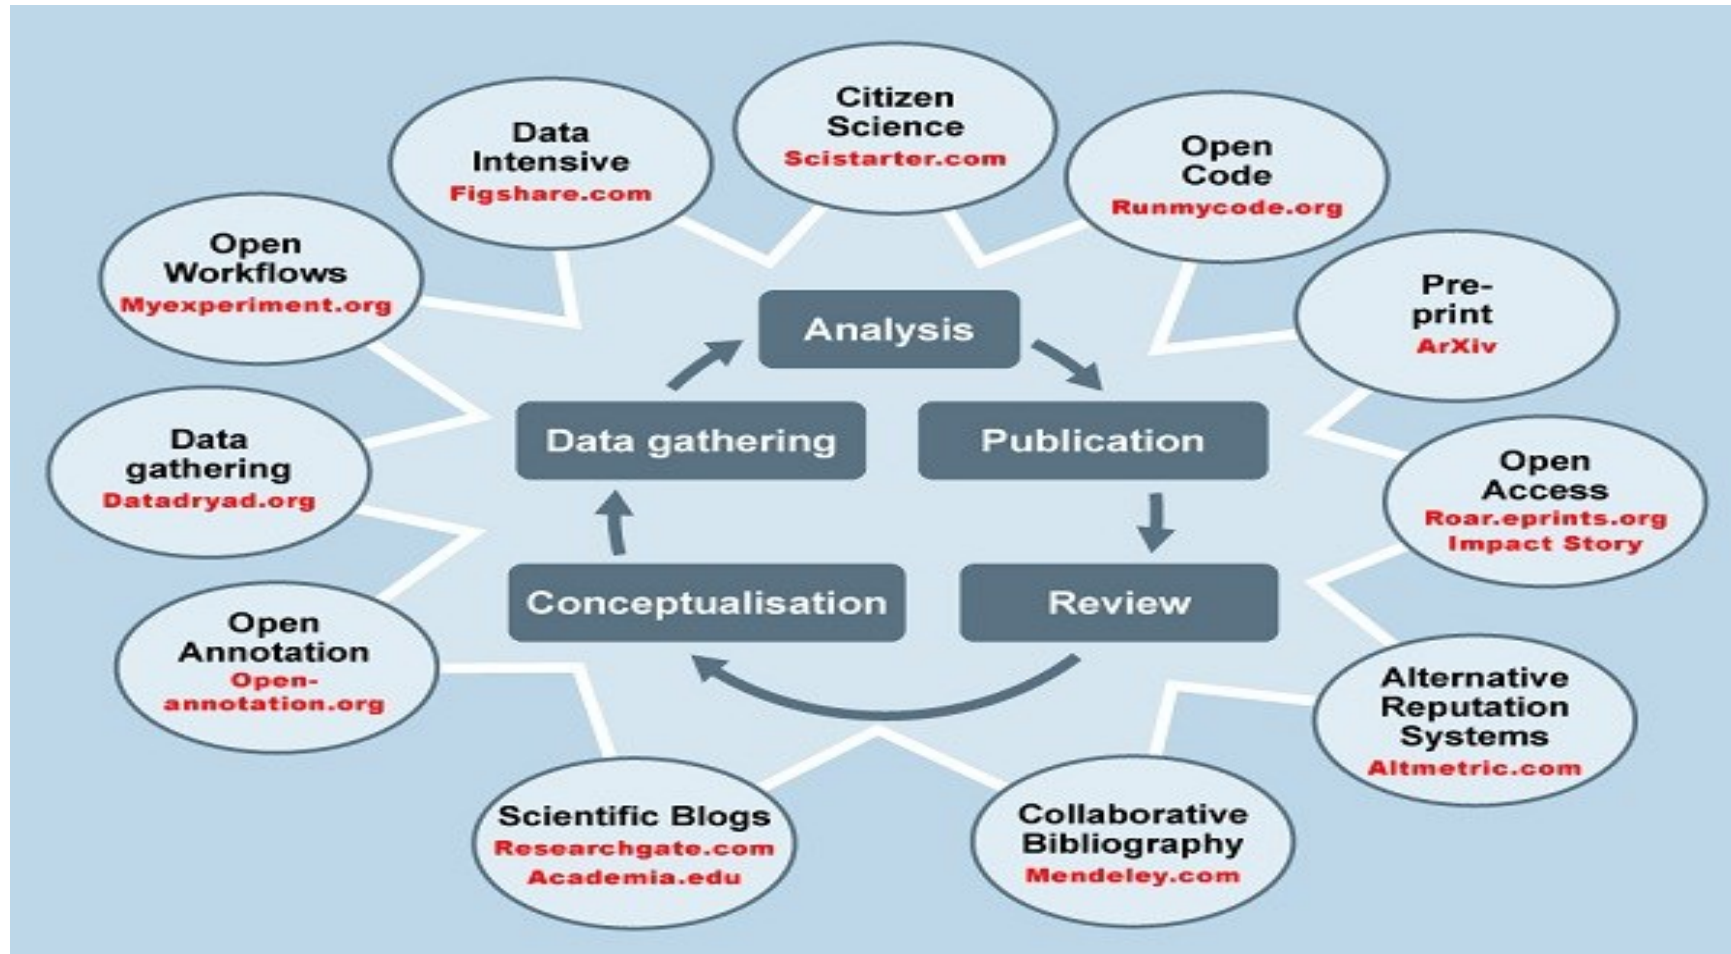 Citizen
Science
Scistarter.com
Data
Intensive
Figshare.com
Open
Code
Runmycode.org
Open
Workflows
Myexperiment.org
Pre-
print
ArXiv
Analysis
Data gathering
Publication
Data
gathering
Datadryad.org
Open
Access
Roar.eprints.org
Impact Story
Conceptualisation
Review
Open
Annotation
Open-
annotation.org
Alternative
Reputation
Systems
Altmetric.com
Scientific Blogs
Researchgate.com
Academia.edu
Collaborative
Bibliography
Mendeley.com